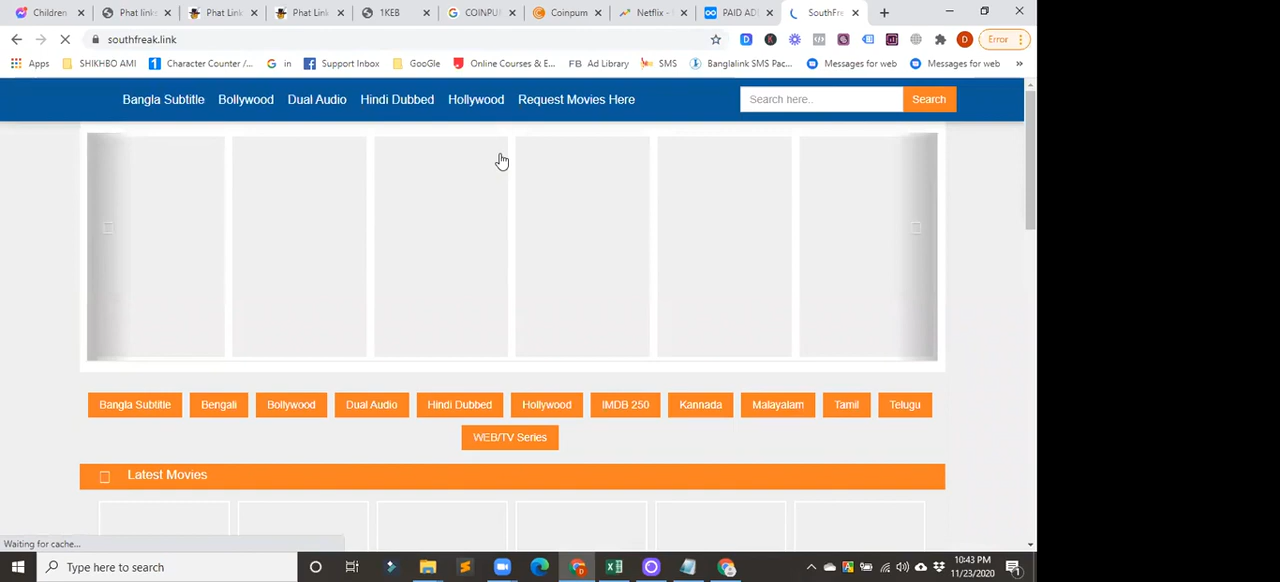 Children
Phat links
Phat Link
Phat Link
1KEB
COINPU
Coinpum
Netflix -
PAID AD
SouthFre
southfreak.link
Error
Apps
SHIKHBO AMI
Character Counter /...
in
Support Inbox
GooGle
Online Courses & E...
FB Ad Library
SMS
Banglalink SMS Pac...
Messages for web
Messages for web
»
Bangla Subtitle
Bollywood
Dual Audio
Hindi Dubbed
Hollywood
Request Movies Here
Search here..
Search
Bangla Subtitle
Bengali
Bollywood
Dual Audio
Hindi Dubbed
Hollywood
IMDB 250
Kannada
Malayalam
Tamil
Telugu
WEB/TV Series
Latest Movies
Waiting for cache...
Type here to search
10:43 PM
11/23/2020